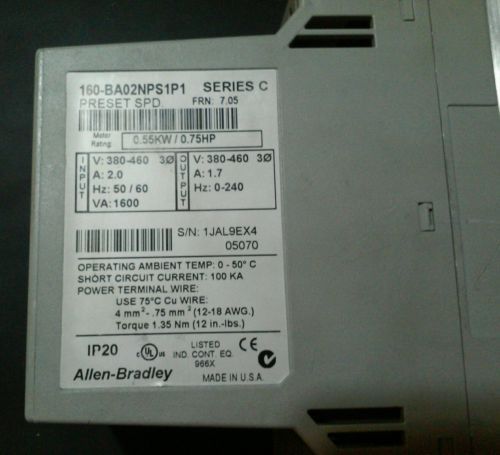 160-BA02NPS1P1 SERIES C
PRESET SPD. FRN: 7.05
Motor Rating: 0.55KW / 0.75HP
INPUT
V: 380-460 3Ø
A: 2.0
Hz: 50 / 60
VA: 1600
OUTPUT
V: 380-460 3Ø
A: 1.7
Hz: 0-240
S/N: 1JAL9EX4
05070
OPERATING AMBIENT TEMP: 0 - 50° C
SHORT CIRCUIT CURRENT: 100 KA
POWER TERMINAL WIRE:
USE 75°C Cu WIRE:
4 mm²- .75 mm² (12-18 AWG.)
Torque 1.35 Nm (12 in.-lbs.)
IP20 c UL US LISTED CE
IND. CONT. EQ.
966X
Allen-Bradley MADE IN U.S.A.